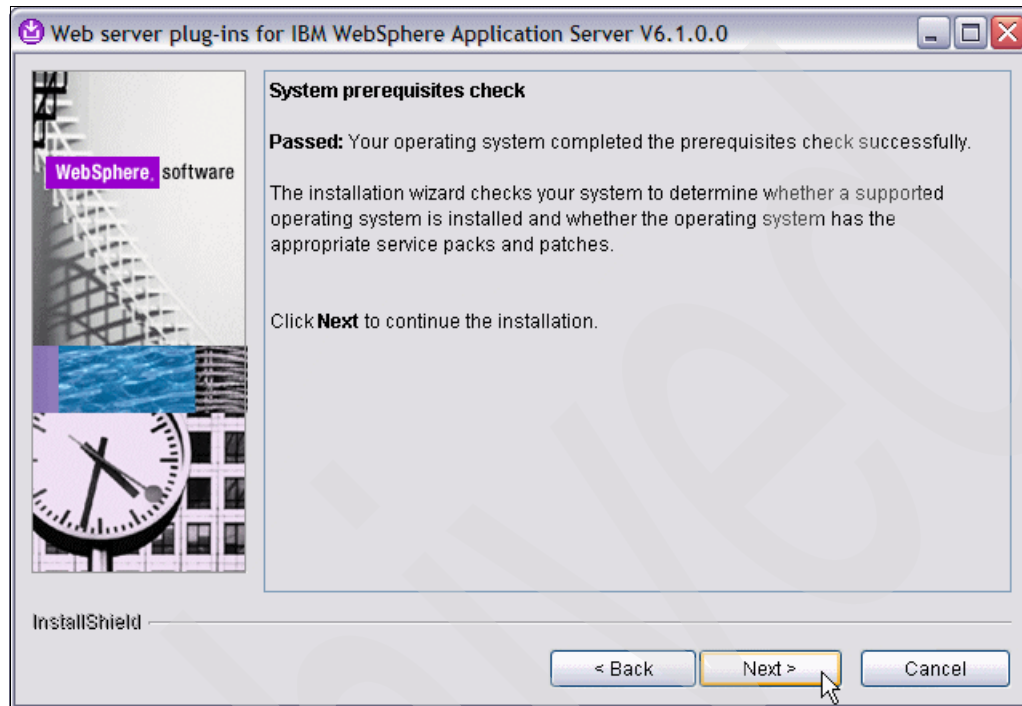 Web server plug-ins for IBM WebSphere Application Server V6.1.0.0
WebSphere. software
System prerequisites check
Passed: Your operating system completed the prerequisites check successfully.
The installation wizard checks your system to determine whether a supported
operating system is installed and whether the operating system has the
appropriate service packs and patches.
Click Next to continue the installation.
InstallShield
< Back
Next >
Cancel